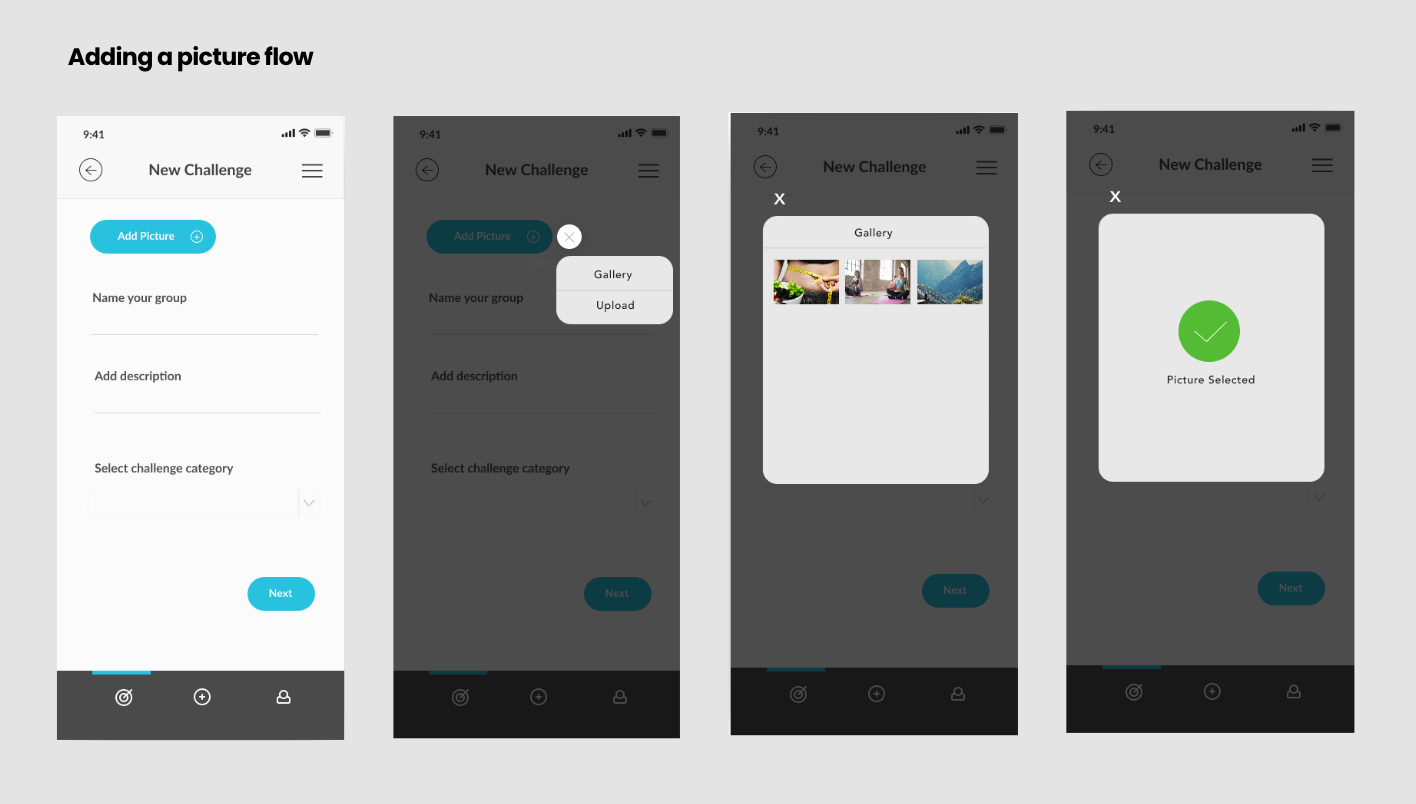 Adding a picture flow
9:41
New Challenge
Add Picture
Name your group
Add description
Select challenge category
Next
9:41
New Challenge
Add Picture
Gallery
Name your group
Upload
Add description
Select challenge category
Next
9:41
New Challenge
X
Gallery
Next
9:41
New Challenge
X
Picture Selected
Next